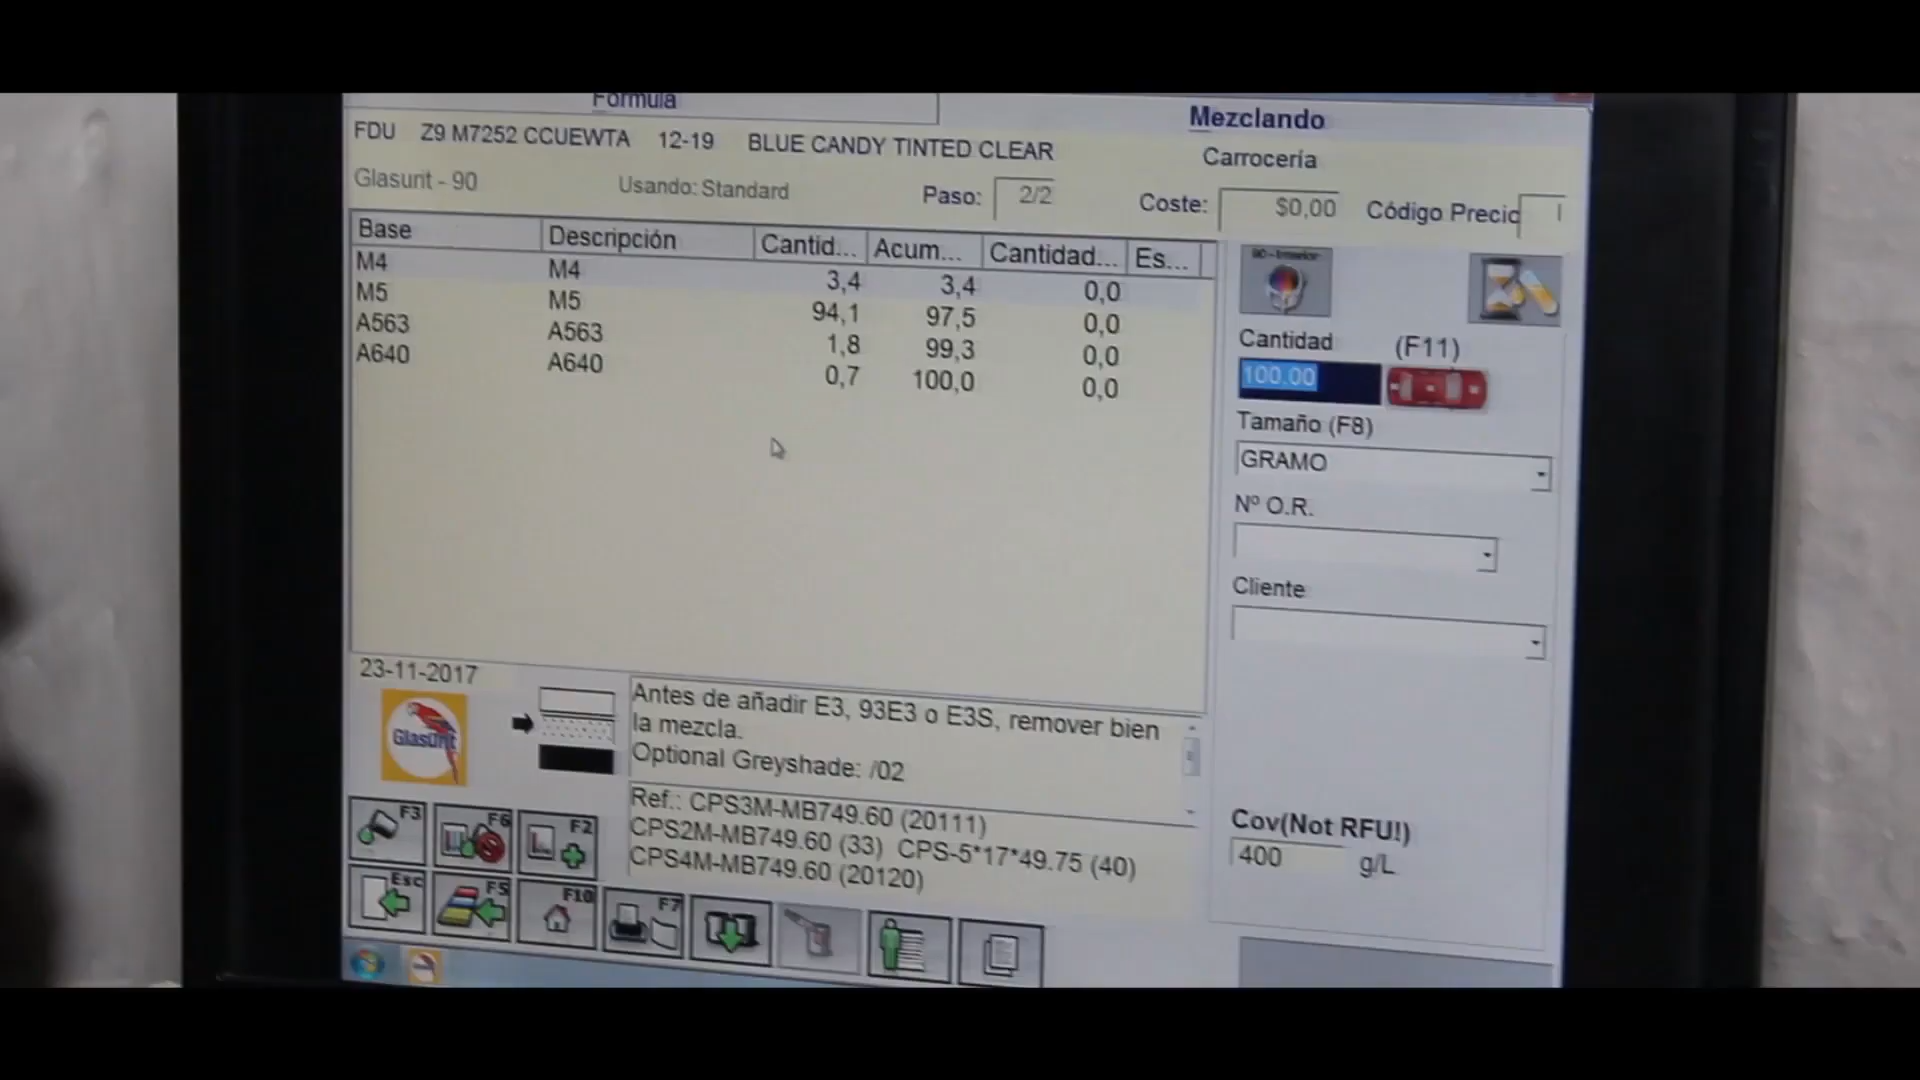 Fórmula
Mezclando
FDU Z9 M7252 CCUEWTA 12-19 BLUE CANDY TINTED CLEAR
Carrocería
Glasurit - 90 Usando: Standard Paso: 2/2 Coste: $0,00 Código Precio
Base Descripción Cantid... Acum... Cantidad... Es...
M4 M4 3,4 3,4 0,0
M5 M5 94,1 97,5 0,0
A563 A563 1,8 99,3 0,0
A640 A640 0,7 100,0 0,0
Cantidad (F11)
100.00
Tamaño (F8)
GRAMO
Nº O.R.
Cliente
23-11-2017
Glasurit
Antes de añadir E3, 93E3 o E3S, remover bien
la mezcla.
Optional Greyshade: /02
Ref.: CPS3M-MB749.60 (20111)
CPS2M-MB749.60 (33) CPS-5*17*49.75 (40)
CPS4M-MB749.60 (20120)
Cov(Not RFU!)
400 g/L
F3 F6 F2
Esc F5 F10 F7